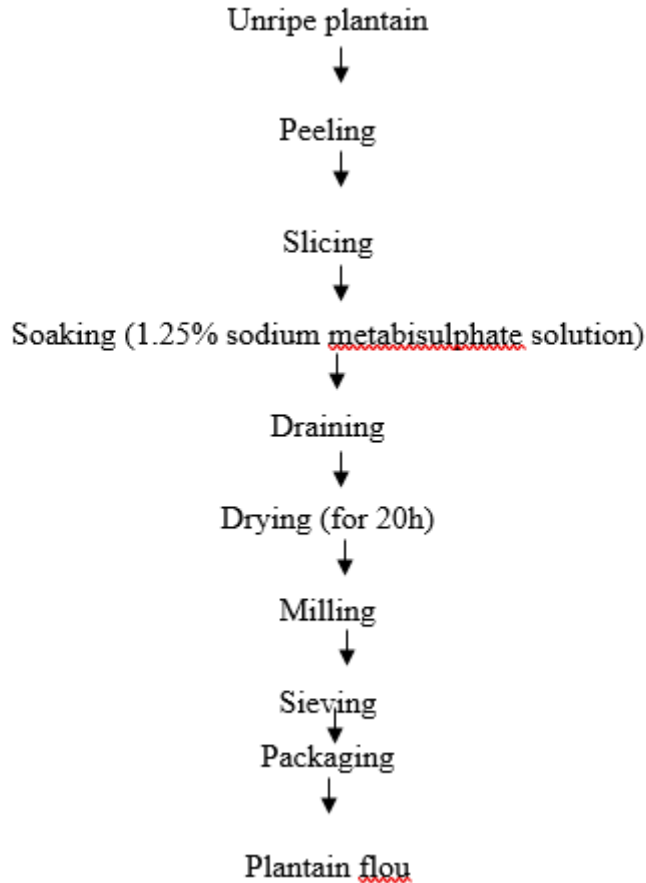 Unripe plantain
Peeling
Slicing
Soaking (1.25% sodium metabisulphate solution)
Draining
Drying (for 20h)
Milling
Sieving
Packaging
Plantain flou